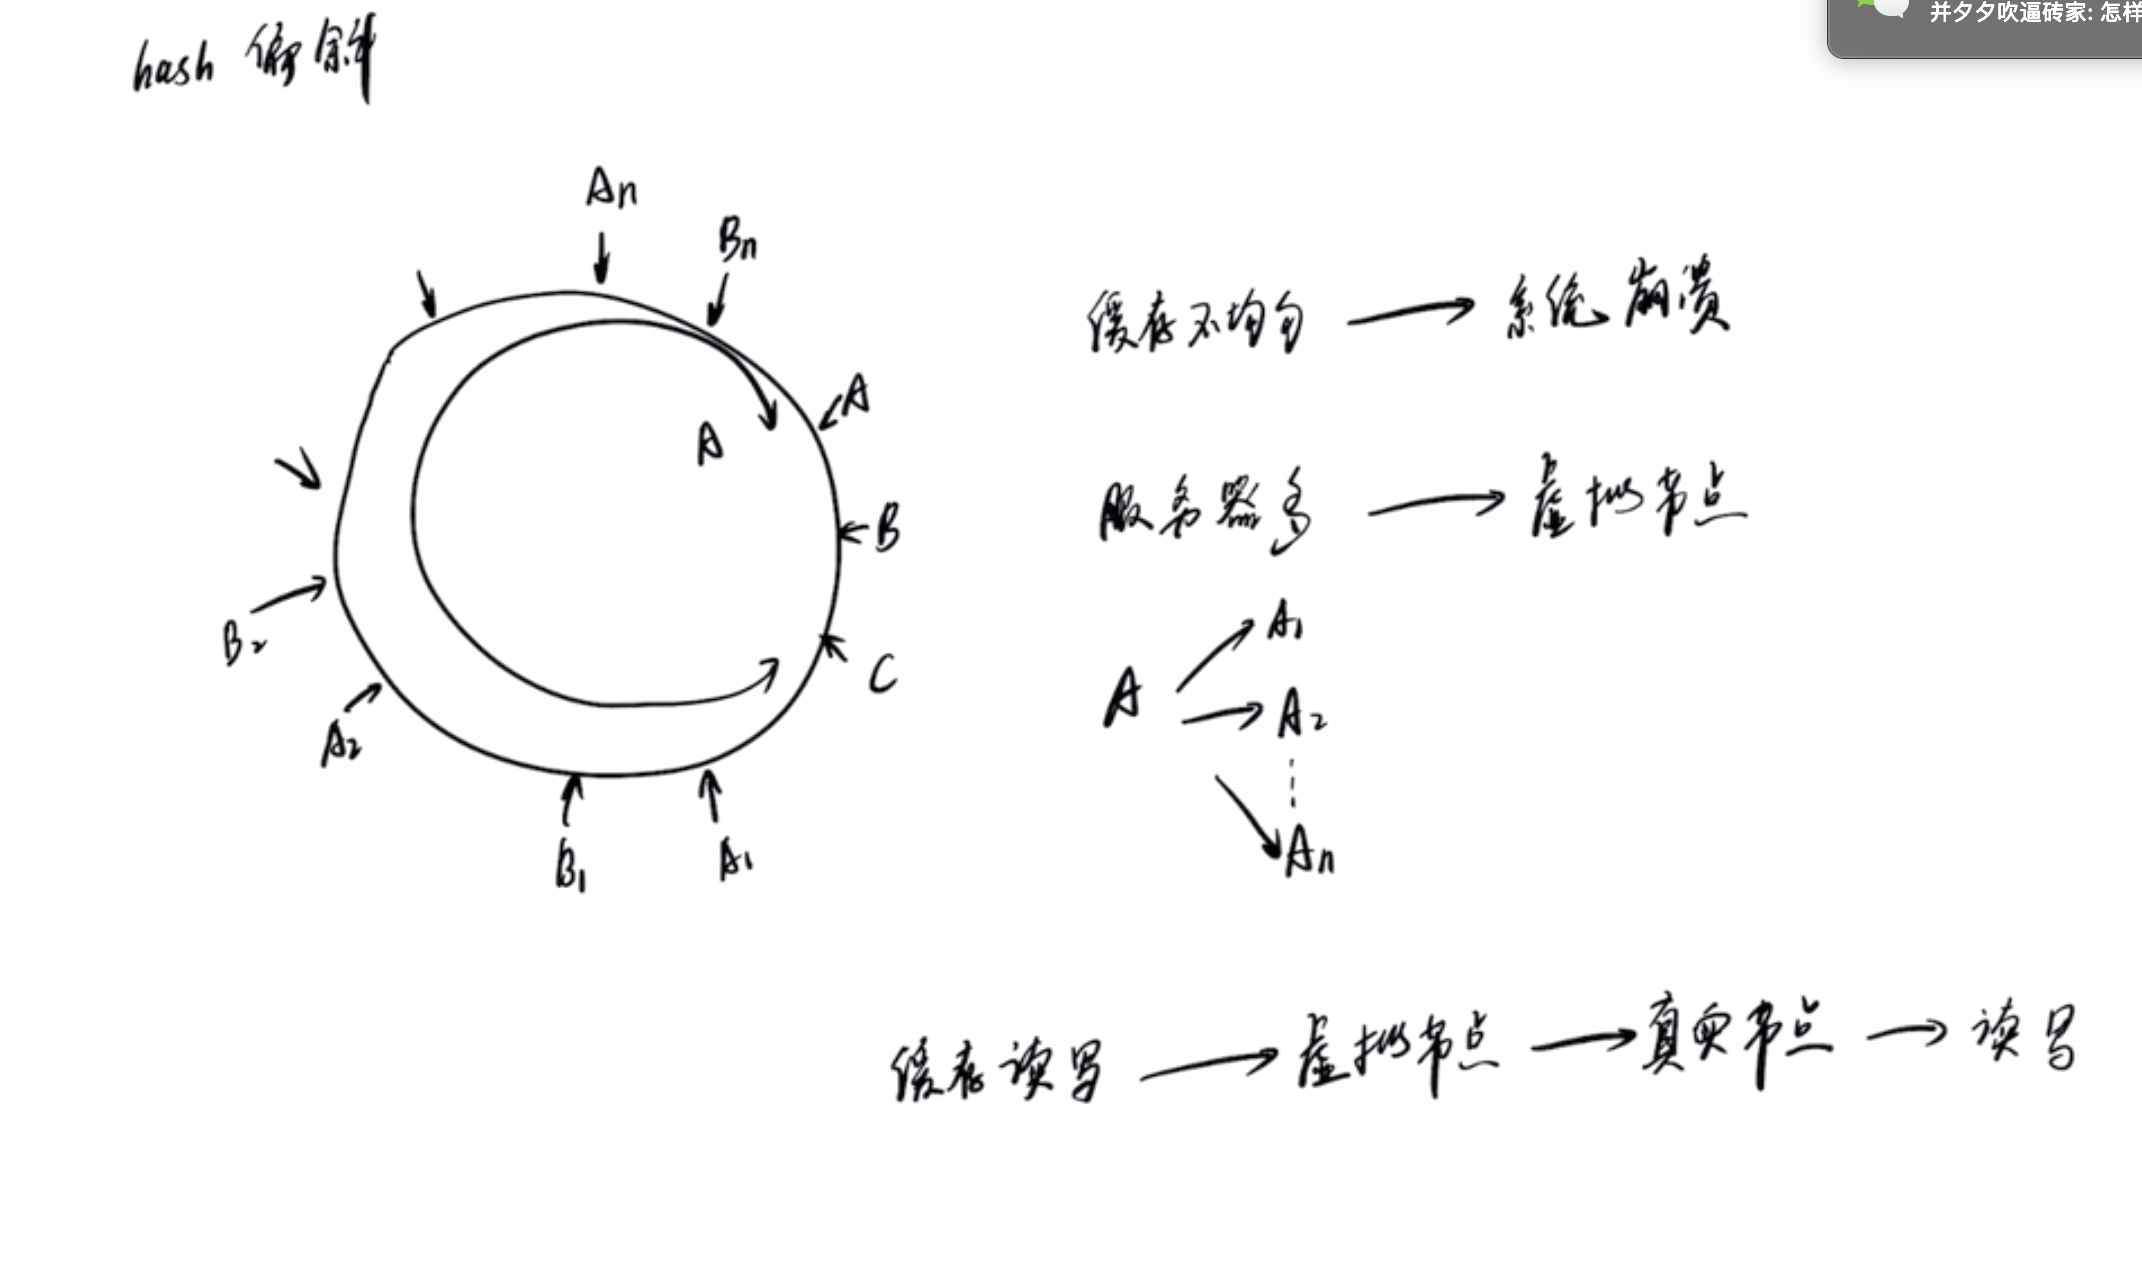 并夕夕吹逼砖家: 怎样
hash 偏斜
An
Bn
A
A
B
C
B2
A2
B1
A1
缓存不均匀 → 系统崩溃
服务器多 → 虚拟节点
A1
A → A2
An
缓存读写 → 虚拟节点 → 真实节点 → 读写